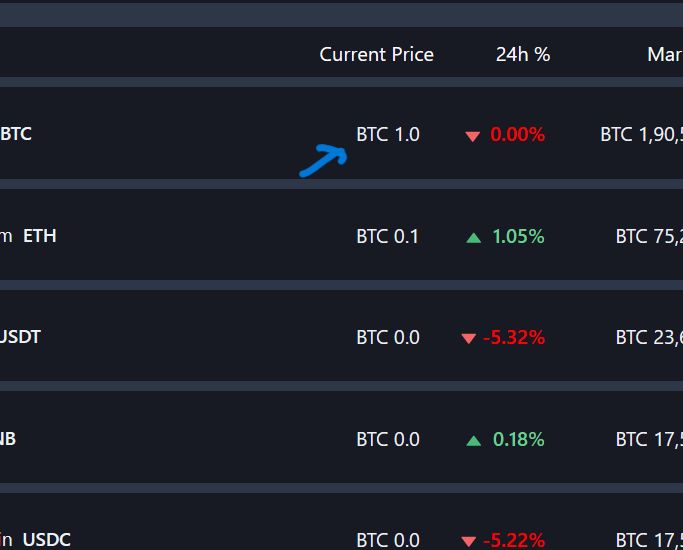 Current Price 24h % Mar
BTC BTC 1.0 0.00% BTC 1,90,5
m ETH BTC 0.1 1.05% BTC 75,2
USDT BTC 0.0 -5.32% BTC 23,6
NB BTC 0.0 0.18% BTC 17,5
in USDC BTC 0.0 -5.22% BTC 17,5